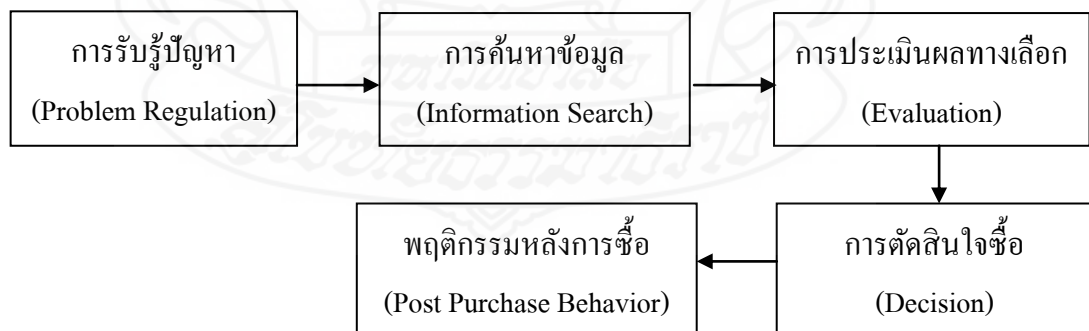 การรับรู้ปัญหา
(Problem Regulation)
การค้นหาข้อมูล
(Information Search)
การประเมินผลทางเลือก
(Evaluation)
การตัดสินใจซื้อ
(Decision)
พฤติกรรมหลังการซื้อ
(Post Purchase Behavior)